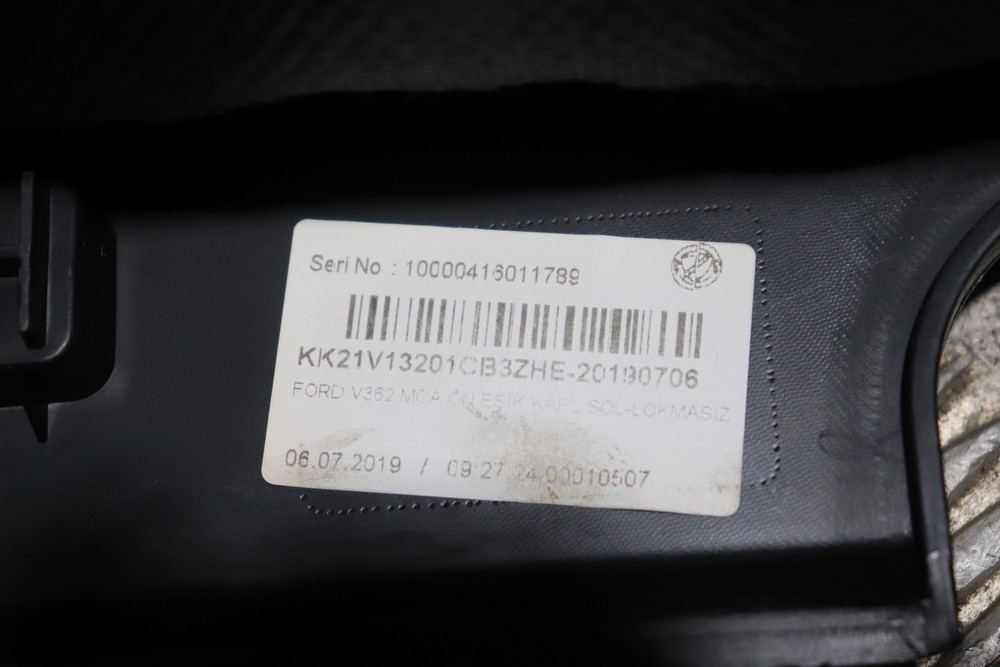 Seri No : 10000416011789
KK21V13201CB3ZHE-20190706
FORD V362 MCA ÖN EŞİK KAPL SOL-LOKMASIZ
06.07.2019 / 09:27:24 00010507